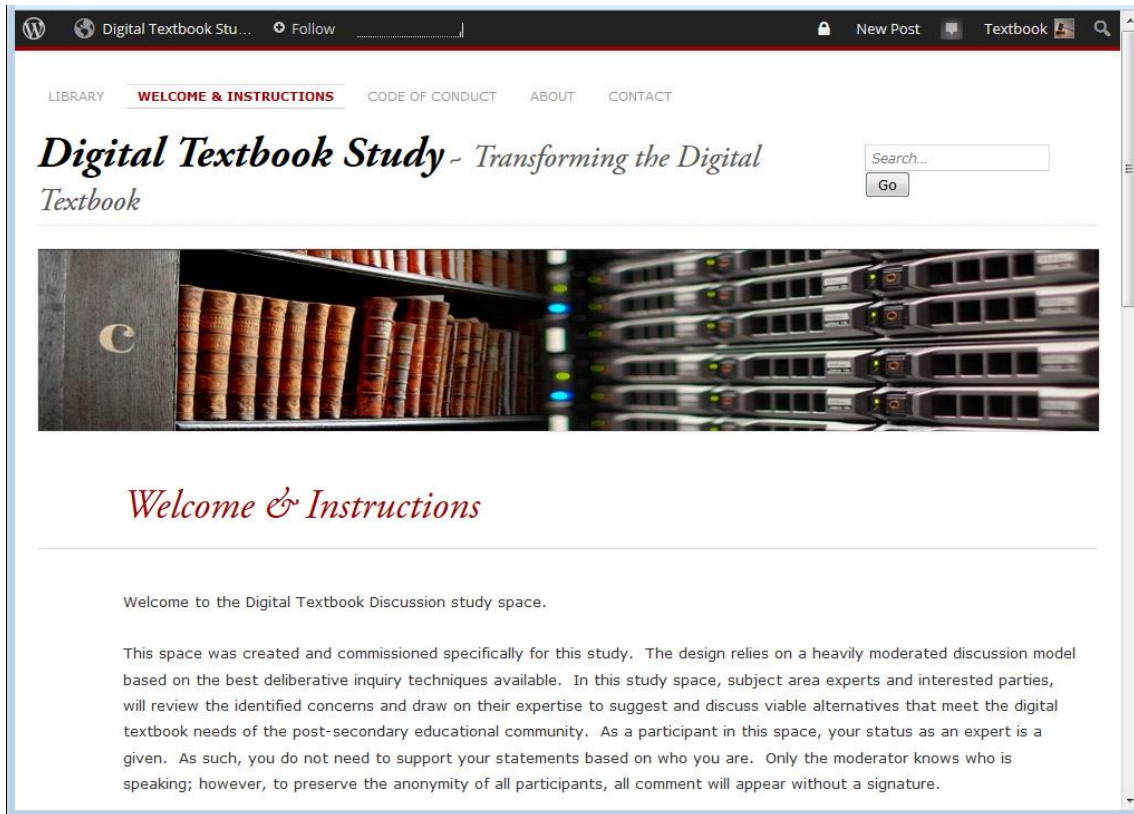 Digital Textbook Stu... Follow New Post Textbook
LIBRARY WELCOME & INSTRUCTIONS CODE OF CONDUCT ABOUT CONTACT
Digital Textbook Study ~ Transforming the Digital
Textbook
Search...
Go
c
Welcome & Instructions
Welcome to the Digital Textbook Discussion study space.
This space was created and commissioned specifically for this study. The design relies on a heavily moderated discussion model
based on the best deliberative inquiry techniques available. In this study space, subject area experts and interested parties,
will review the identified concerns and draw on their expertise to suggest and discuss viable alternatives that meet the digital
textbook needs of the post-secondary educational community. As a participant in this space, your status as an expert is a
given. As such, you do not need to support your statements based on who you are. Only the moderator knows who is
speaking; however, to preserve the anonymity of all participants, all comment will appear without a signature.